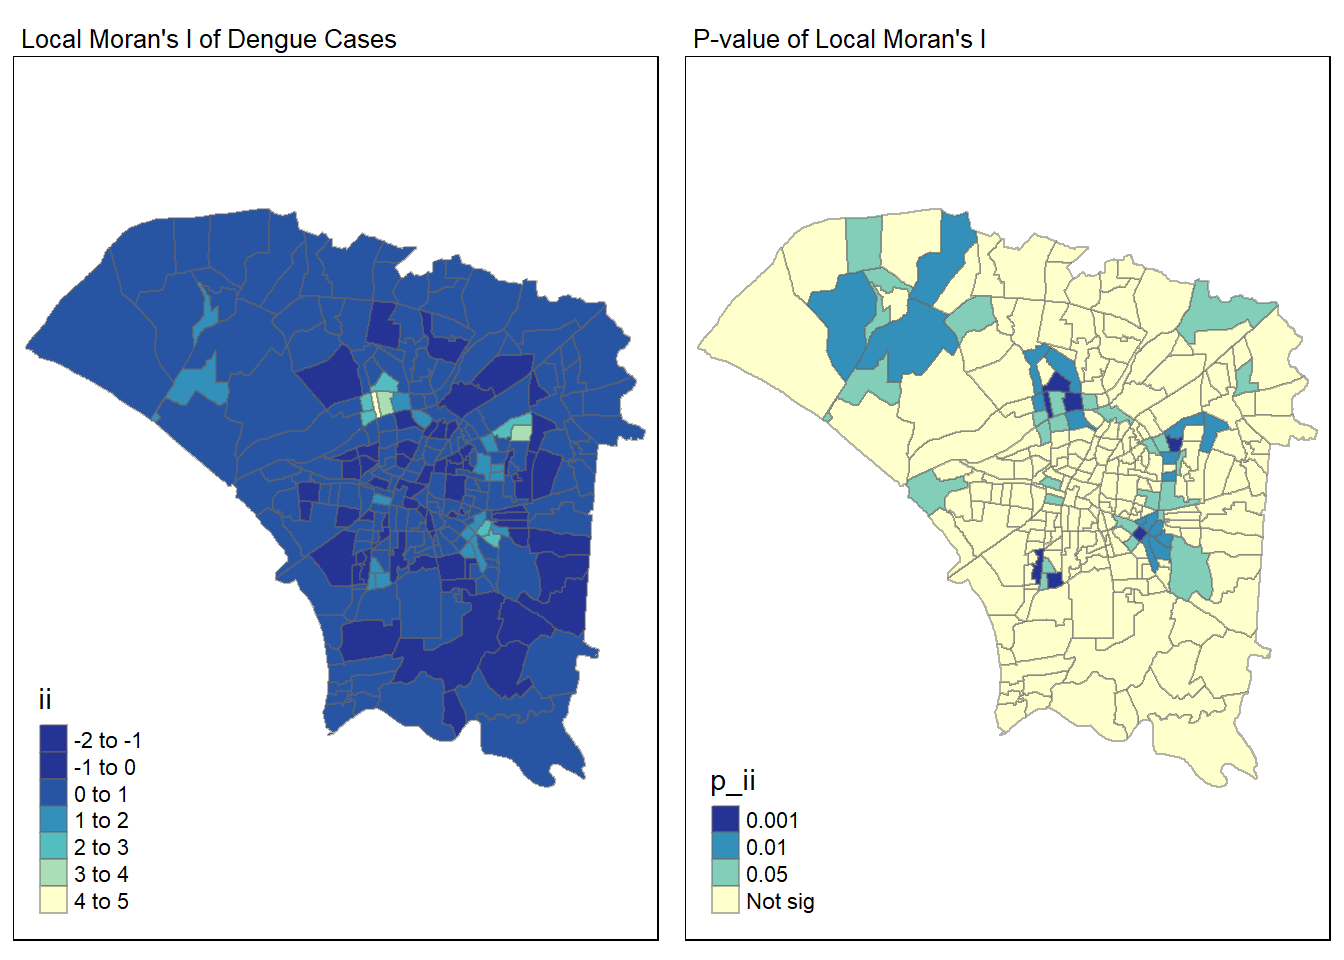 Local Moran's I of Dengue Cases
P-value of Local Moran's I
ii
-2 to -1
-1 to 0
0 to 1
1 to 2
2 to 3
3 to 4
4 to 5
p_ii
0.001
0.01
0.05
Not sig